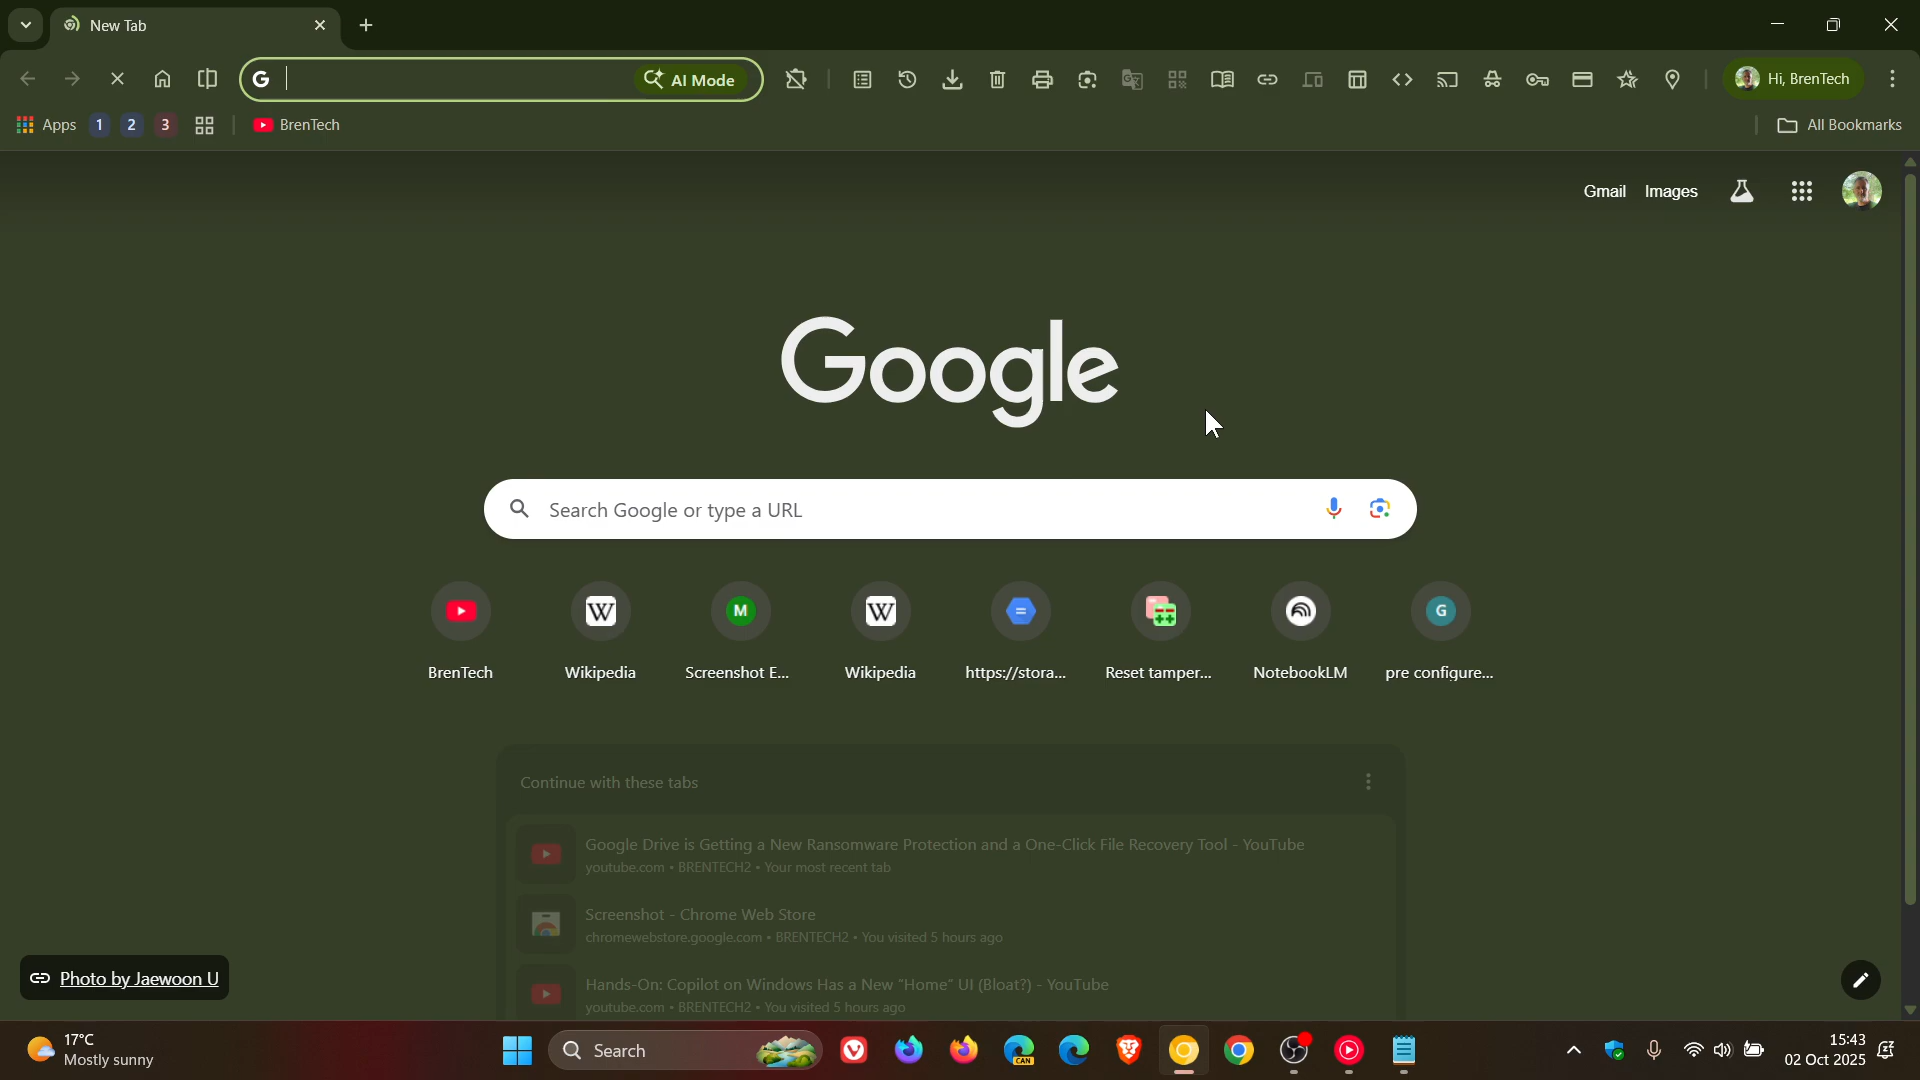 New Tab
AI Mode
Hi, BrenTech
Apps 1 2 3 BrenTech
All Bookmarks
Gmail Images
Google
Search Google or type a URL
BrenTech
Wikipedia
M
Screenshot E...
Wikipedia
https://stora...
Reset tamper...
NotebookLM
G
pre configure...
Continue with these tabs
Google Drive is Getting a New Ransomware Protection and a One-Click File Recovery Tool - YouTube
youtube.com • BRENTECH2 • Your most recent tab
Screenshot - Chrome Web Store
chromewebstore.google.com • BRENTECH2 • You visited 5 hours ago
Hands-On: Copilot on Windows Has a New "Home" UI (Bloat?) - YouTube
youtube.com • BRENTECH2 • You visited 5 hours ago
Photo by Jaewoon U
17°C
Mostly sunny
Search
CAN
15:43
02 Oct 2025